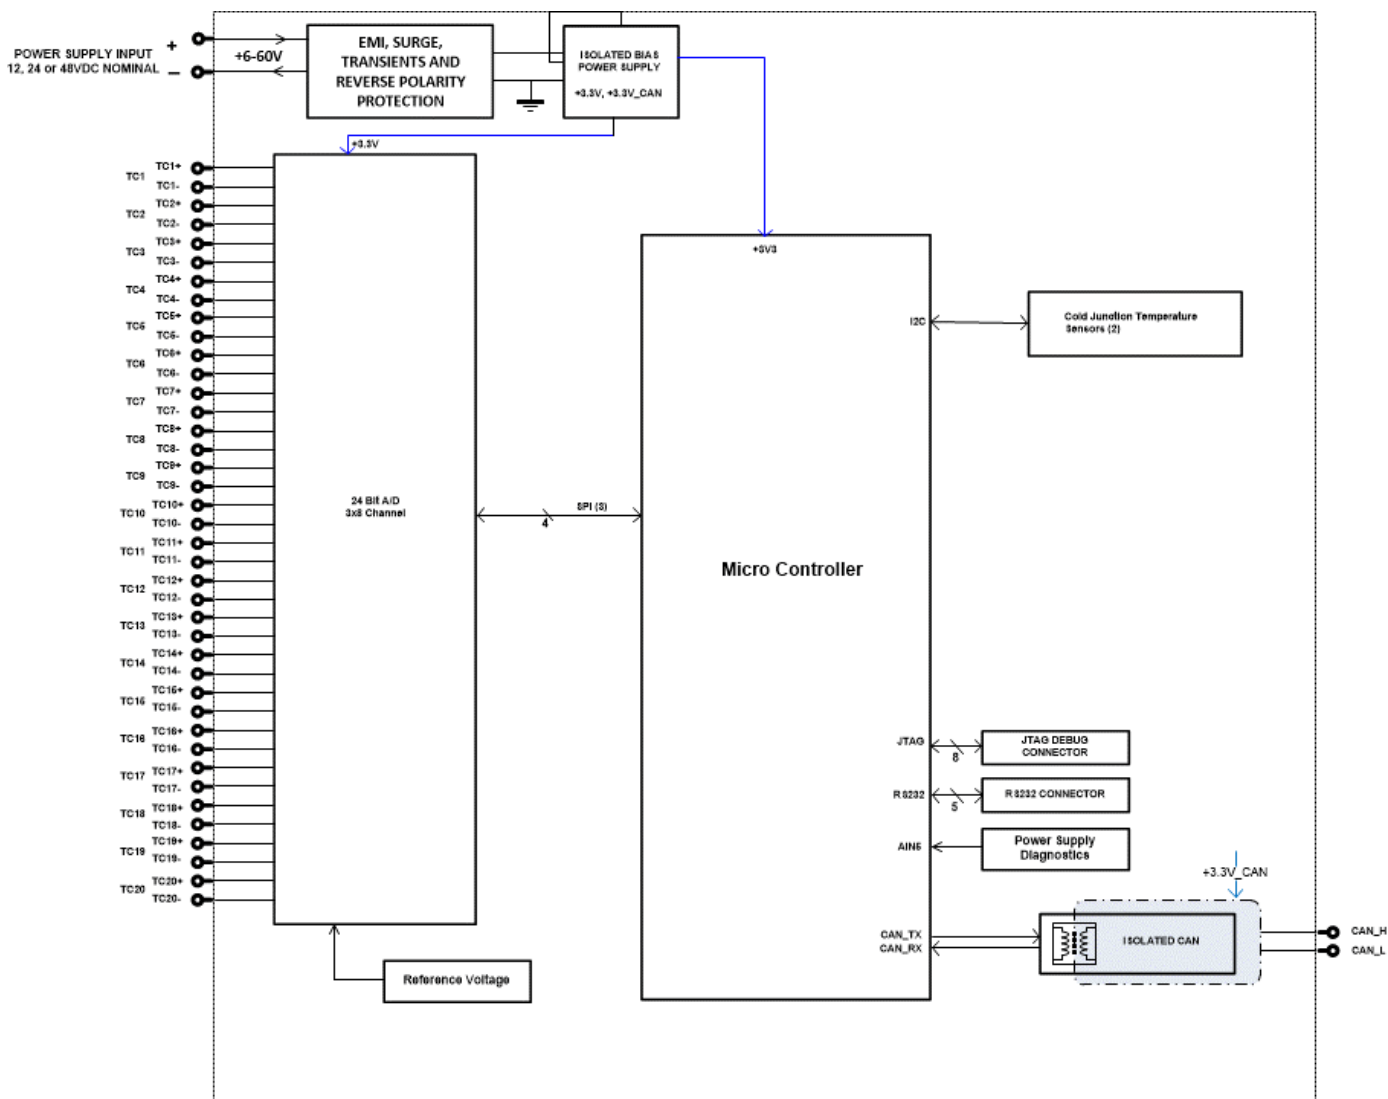 POWER SUPPLY INPUT
12, 24 or 48VDC NOMINAL
+
−
+6-60V
EMI, SURGE,
TRANSIENTS AND
REVERSE POLARITY
PROTECTION
ISOLATED BIAS
POWER SUPPLY
+3.3V, +3.3V_CAN
+3.3V
TC1
TC1+
TC1-
TC2
TC2+
TC2-
TC3
TC3+
TC3-
TC4
TC4+
TC4-
TC5
TC5+
TC5-
TC6
TC6+
TC6-
TC7
TC7+
TC7-
TC8
TC8+
TC8-
TC9
TC9+
TC9-
TC10
TC10+
TC10-
TC11
TC11+
TC11-
TC12
TC12+
TC12-
TC13
TC13+
TC13-
TC14
TC14+
TC14-
TC15
TC15+
TC15-
TC16
TC16+
TC16-
TC17
TC17+
TC17-
TC18
TC18+
TC18-
TC19
TC19+
TC19-
TC20
TC20+
TC20-
24 Bit A/D
3x8 Channel
Reference Voltage
SPI (3)
4
+3V3
Micro Controller
I2C
Cold Junction Temperature
Sensors (2)
JTAG
8
JTAG DEBUG
CONNECTOR
RS232
5
RS232 CONNECTOR
AIN5
Power Supply
Diagnostics
+3.3V_CAN
CAN_TX
CAN_RX
ISOLATED CAN
CAN_H
CAN_L